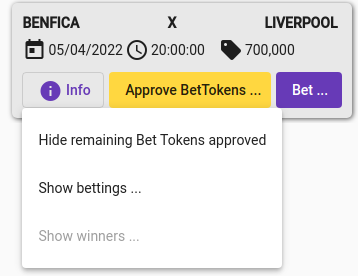 BENFICA X LIVERPOOL
05/04/2022 20:00:00 700,000
Info Approve BetTokens ... Bet ...
Hide remaining Bet Tokens approved
Show bettings ...
Show winners ...